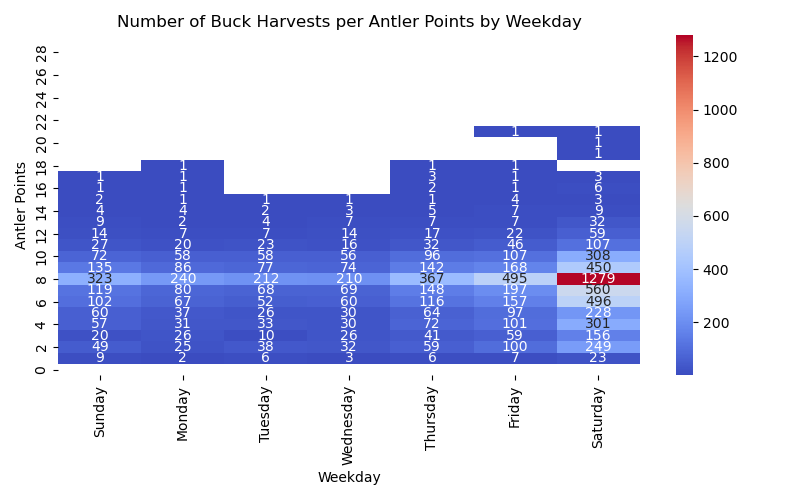 Number of Buck Harvests per Antler Points by Weekday
Antler Points
28
26
24
22
1 1
20 1
1
18 1 1 1
1 1 3 1 3
16 1 1 2 1 6
2 1 1 1 1 4 3
14 4 4 2 3 5 7 9
9 2 4 7 7 7 32
12 14 7 7 14 17 22 59
27 20 23 16 32 46 107
10 72 58 58 56 96 107 308
135 86 77 74 142 168 450
8 323 240 212 210 367 495 1279
119 80 68 69 148 197 560
6 102 67 52 60 116 157 496
60 37 26 30 64 97 228
4 57 31 33 30 72 101 301
20 26 10 26 41 59 156
2 49 25 38 32 59 100 249
9 2 6 3 6 7 23
0
Sunday Monday Tuesday Wednesday Thursday Friday Saturday
Weekday
1200
1000
800
600
400
200